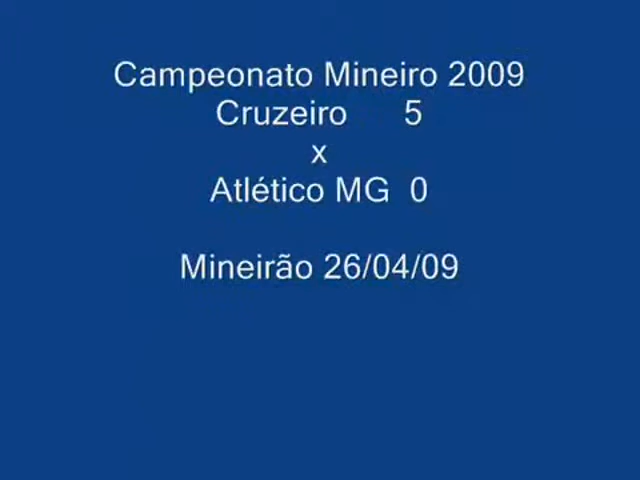 Campeonato Mineiro 2009
Cruzeiro 5
x
Atlético MG 0
Mineirão 26/04/09